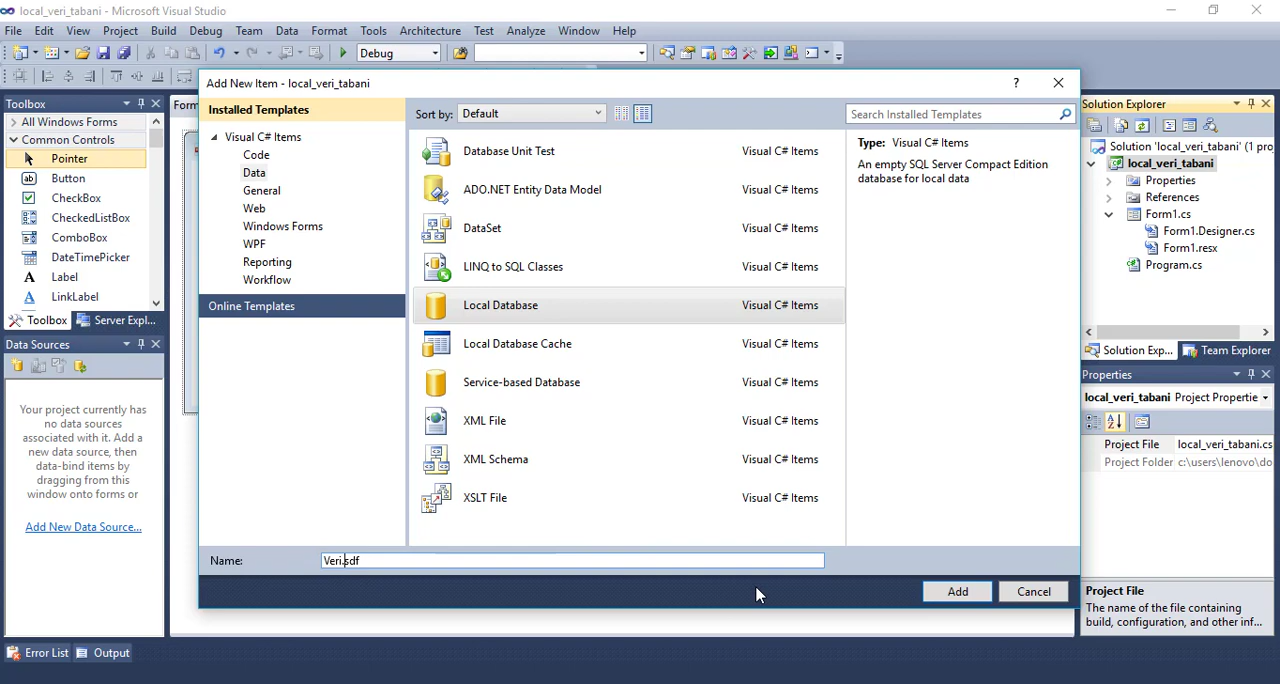 local_veri_tabani - Microsoft Visual Studio
File Edit View Project Build Debug Team Data Format Tools Architecture Test Analyze Window Help
Debug
Toolbox
All Windows Forms
Common Controls
Pointer
Button
CheckBox
CheckedListBox
ComboBox
DateTimePicker
Label
LinkLabel
Toolbox Server Expl...
Data Sources
Your project currently has
no data sources
associated with it. Add a
new data source, then
data-bind items by
dragging from this
window onto forms or
Add New Data Source...
Error List Output
Form
Add New Item - local_veri_tabani
Installed Templates
Visual C# Items
Code
Data
General
Web
Windows Forms
WPF
Reporting
Workflow
Online Templates
Sort by: Default
Search Installed Templates
Database Unit Test Visual C# Items
ADO.NET Entity Data Model Visual C# Items
DataSet Visual C# Items
LINQ to SQL Classes Visual C# Items
Local Database Visual C# Items
Local Database Cache Visual C# Items
Service-based Database Visual C# Items
XML File Visual C# Items
XML Schema Visual C# Items
XSLT File Visual C# Items
Type: Visual C# Items
An empty SQL Server Compact Edition
database for local data
Name: Veri.sdf
Add Cancel
Solution Explorer
Solution 'local_veri_tabani' (1 proj
local_veri_tabani
Properties
References
Form1.cs
Form1.Designer.cs
Form1.resx
Program.cs
Solution Exp... Team Explorer
Properties
local_veri_tabani Project Propertie
Project File local_veri_tabani.cs
Project Folder c:\users\lenovo\do
Project File
The name of the file containing
build, configuration, and other inf...